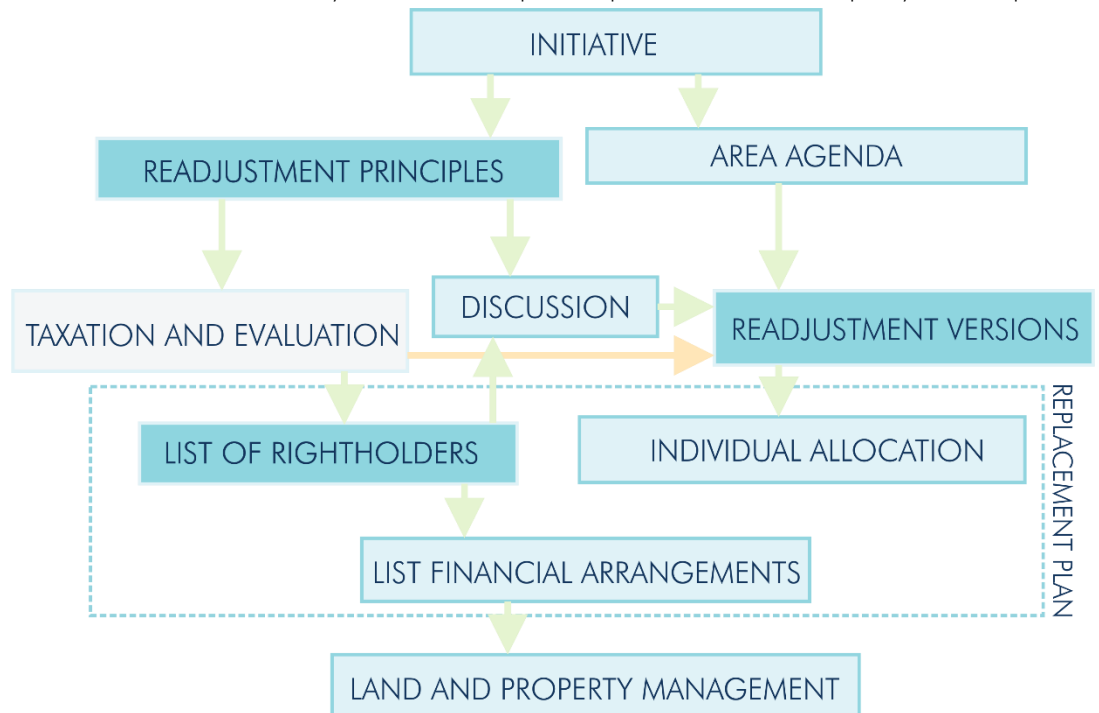 INITIATIVE
READJUSTMENT PRINCIPLES
AREA AGENDA
TAXATION AND EVALUATION
DISCUSSION
READJUSTMENT VERSIONS
LIST OF RIGHTHOLDERS
INDIVIDUAL ALLOCATION
REPLACEMENT PLAN
LIST FINANCIAL ARRANGEMENTS
LAND AND PROPERTY MANAGEMENT